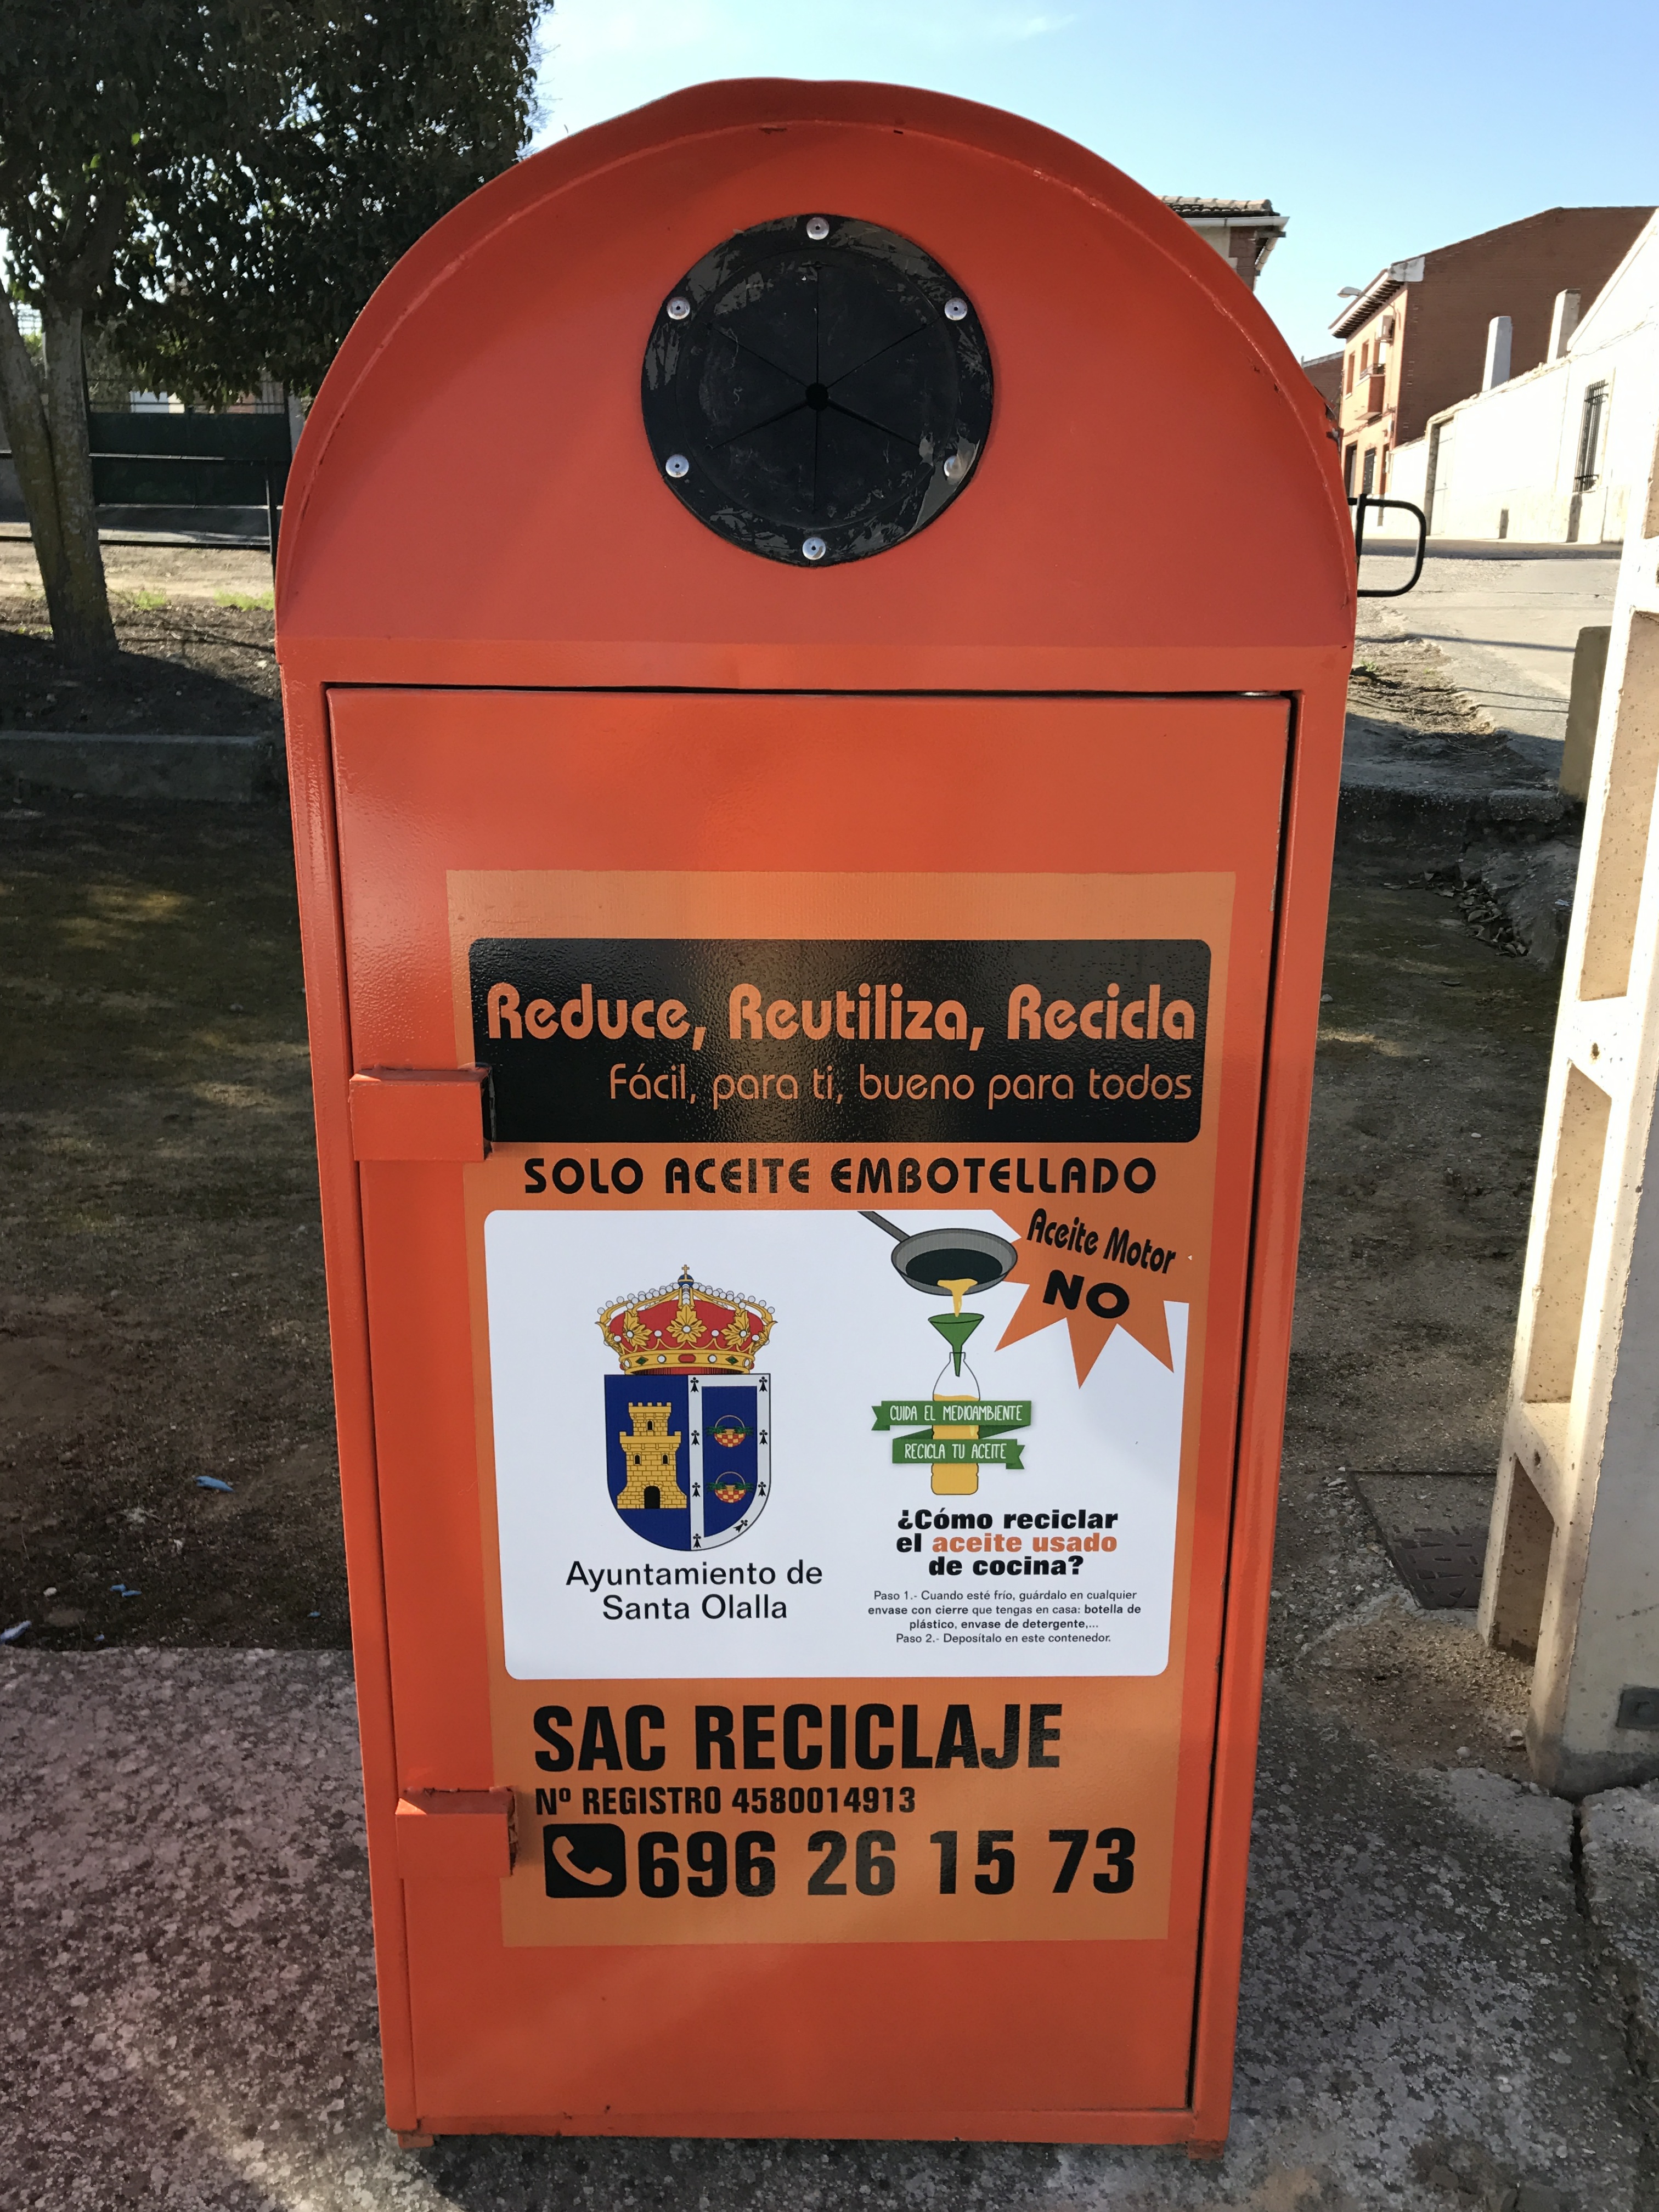 Reduce, Reutiliza, Recicla
Fácil, para ti, bueno para todos
SOLO ACEITE EMBOTELLADO
Aceite Motor
NO
CUIDA EL MEDIOAMBIENTE
RECICLA TU ACEITE
¿Cómo reciclar
el aceite usado
de cocina?
Paso 1.- Cuando esté frío, guárdalo en cualquier
envase con cierre que tengas en casa: botella de
plástico, envase de detergente,...
Paso 2.- Deposítalo en este contenedor.
Ayuntamiento de
Santa Olalla
SAC RECICLAJE
Nº REGISTRO 4580014913
696 26 15 73